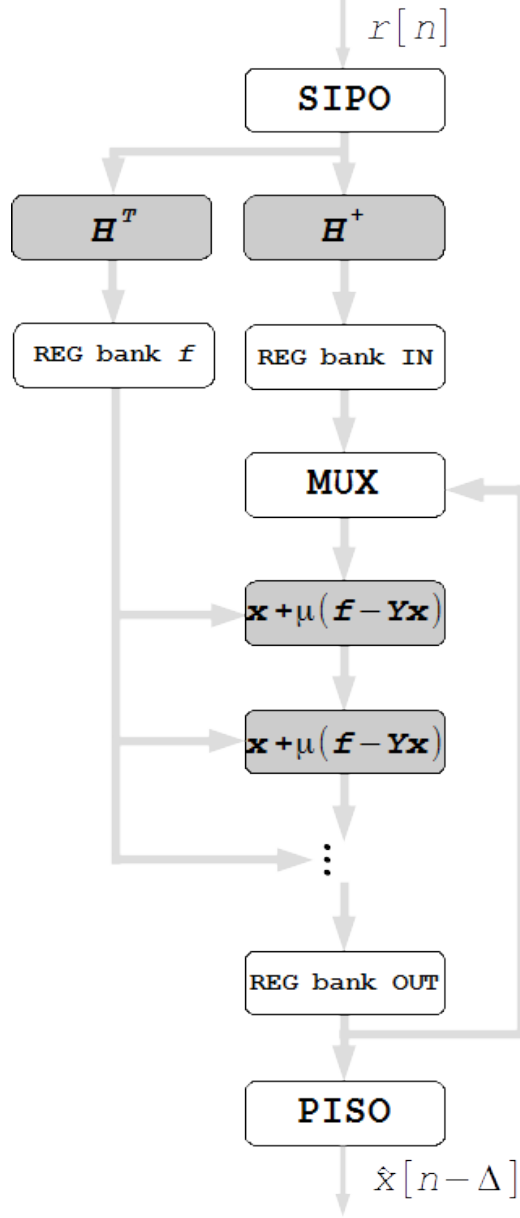 r[n]
SIPO
H^T
H^+
REG bank f
REG bank IN
MUX
x+μ(f−Yx)
x+μ(f−Yx)
⋮
REG bank OUT
PISO
x̂[n−Δ]